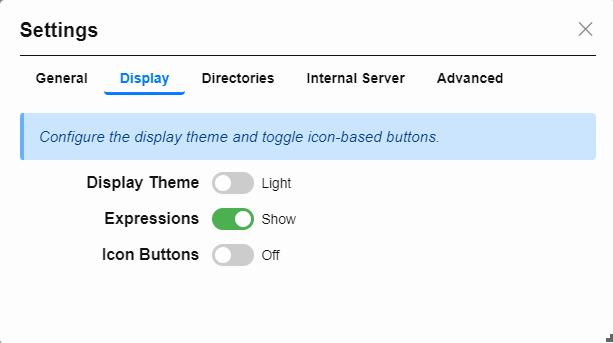 Settings
General Display Directories Internal Server Advanced
Configure the display theme and toggle icon-based buttons.
Display Theme Light
Expressions Show
Icon Buttons Off